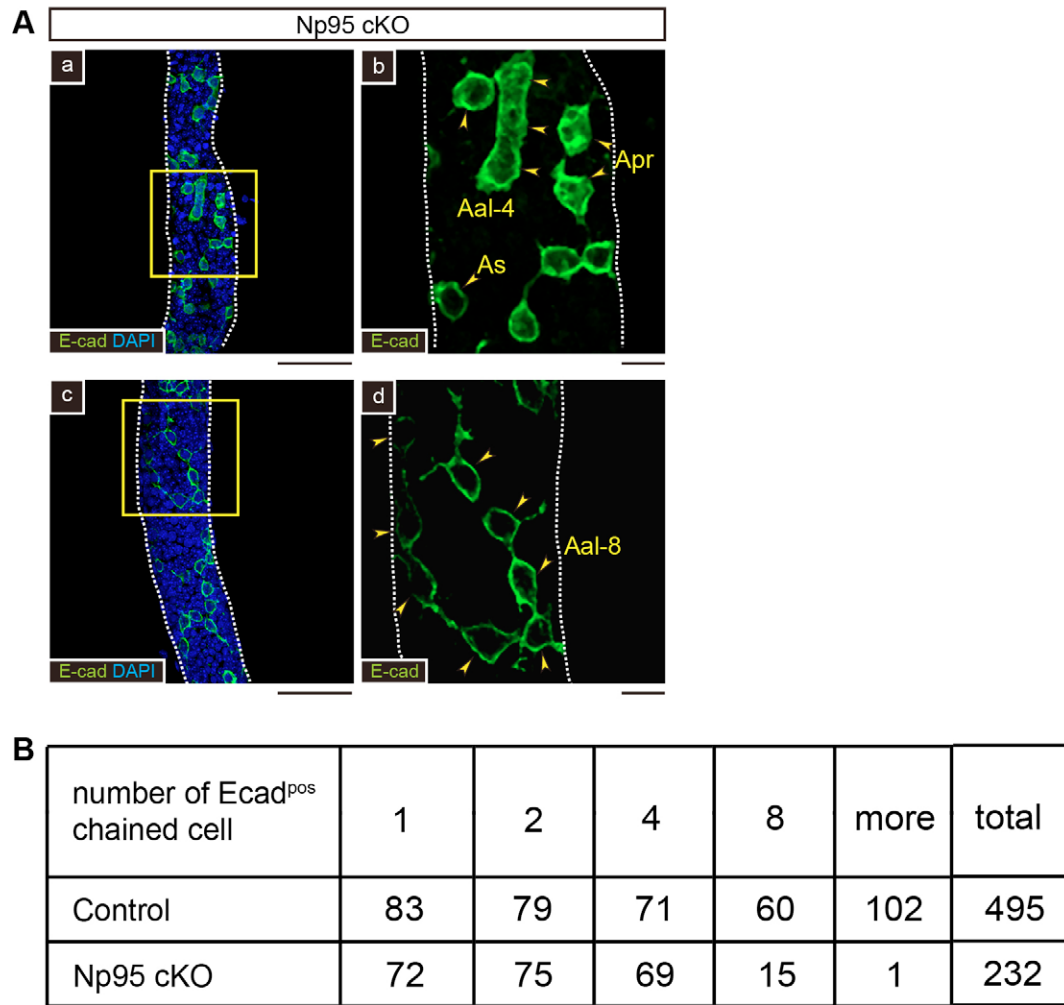 A
Np95 cKO
a
E-cad DAPI
b
Aal-4
Apr
As
E-cad
c
E-cad DAPI
d
Aal-8
E-cad
B
number of Ecadᵖᵒˢ chained cell 1 2 4 8 more total
Control 83 79 71 60 102 495
Np95 cKO 72 75 69 15 1 232